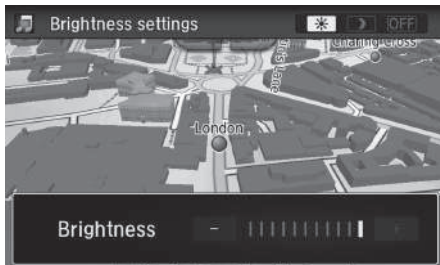 Brightness settings
OFF
Charing Cross
London
Brightness - +